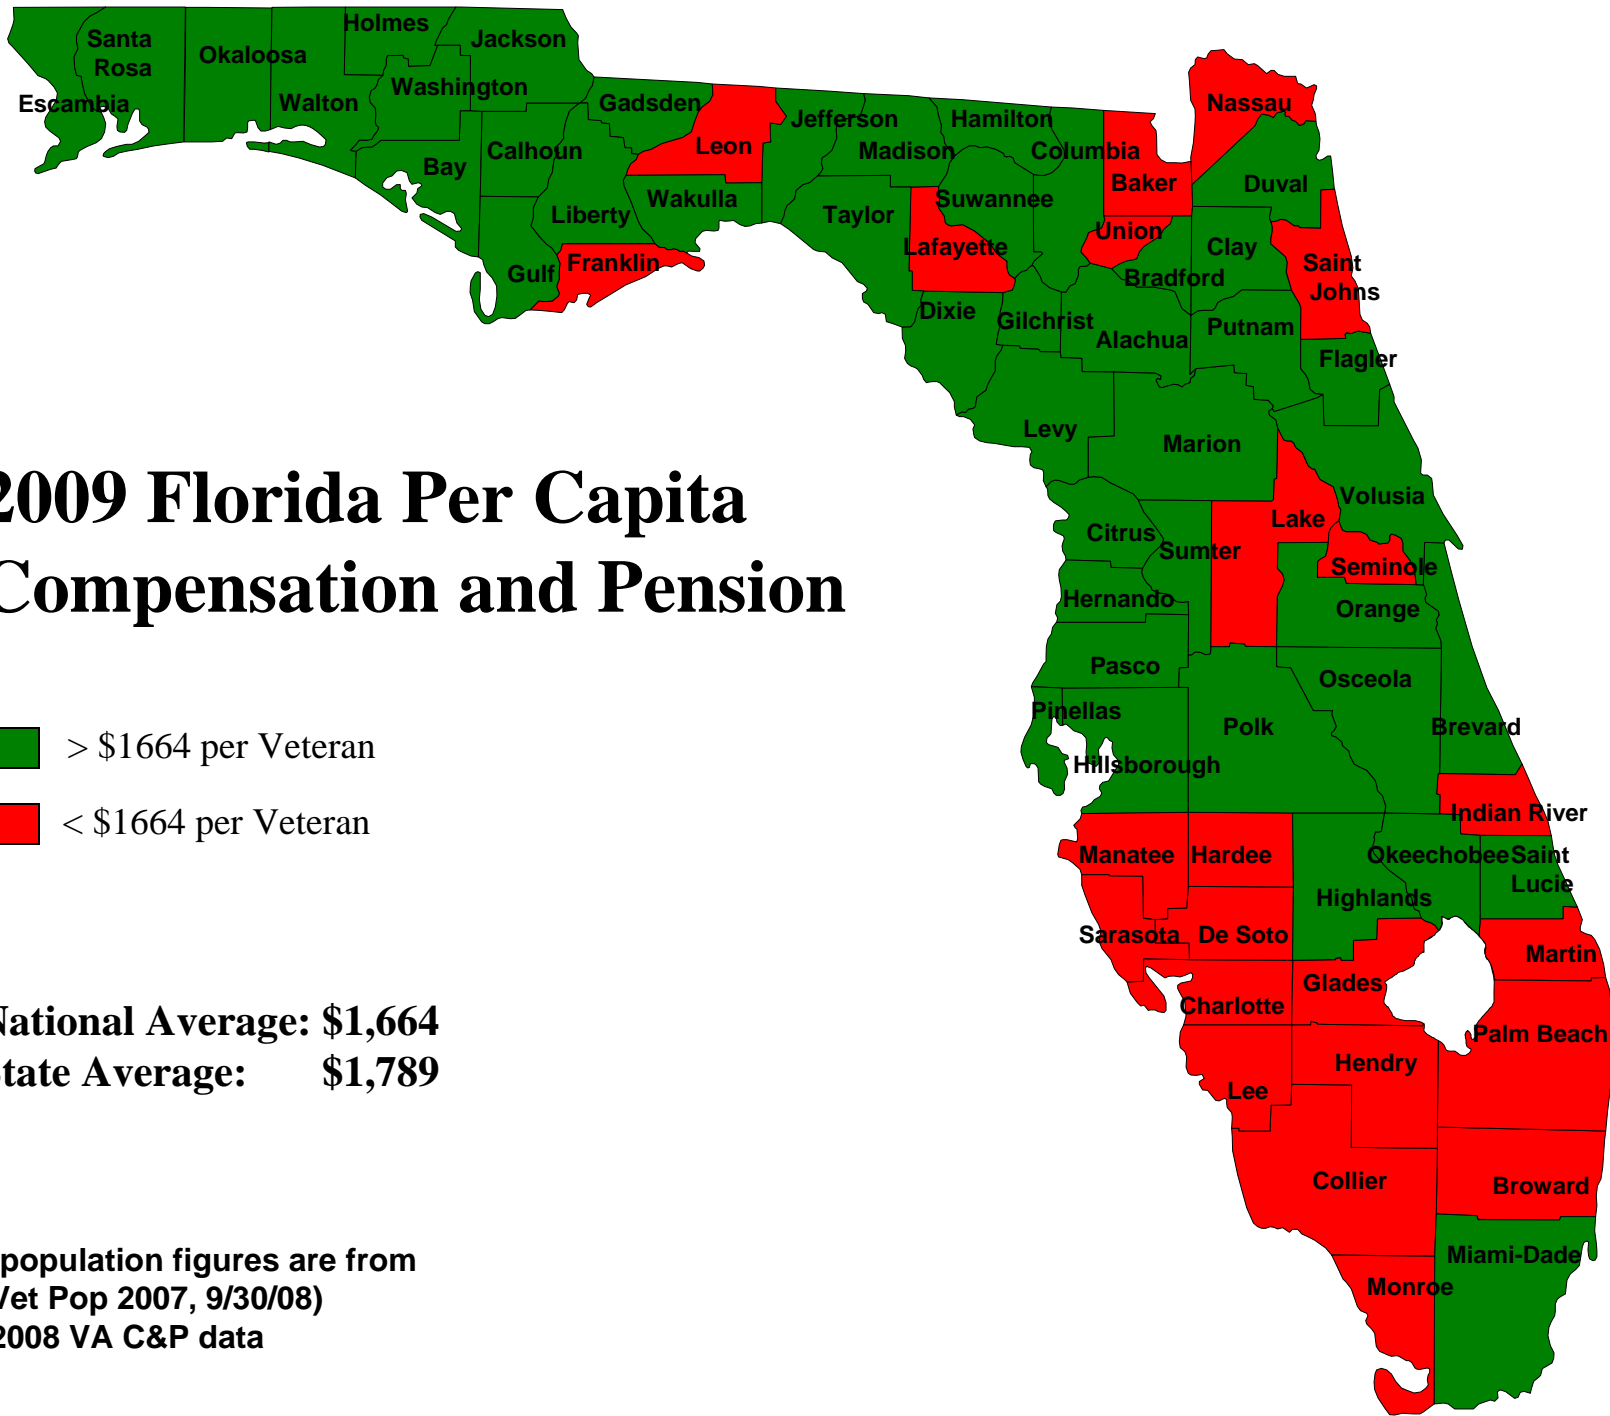 Holmes
Santa
Rosa
Okaloosa
Jackson
Washington
Escambia
Walton
Gadsden
Nassau
Jefferson
Hamilton
Leon
Calhoun
Bay
Madison
Columbia
Baker
Duval
Wakulla
Suwannee
Liberty
Taylor
Union
Lafayette
Clay
Franklin
Gulf
Saint
Johns
Bradford
Dixie
Gilchrist
Alachua
Putnam
Flagler
Levy
Marion
2009 Florida Per Capita
Compensation and Pension
Volusia
Lake
Citrus
Sumter
Seminole
Hernando
Orange
Pasco
Osceola
Pinellas
Polk
Brevard
> $1664 per Veteran
Hillsborough
< $1664 per Veteran
Indian River
Manatee
Hardee
Okeechobee
Saint
Lucie
Highlands
Sarasota
De Soto
Martin
Glades
Charlotte
National Average: $1,664
State Average: $1,789
Palm Beach
Hendry
Lee
Collier
Broward
Miami-Dade
Monroe
population figures are from
Vet Pop 2007, 9/30/08)
2008 VA C&P data